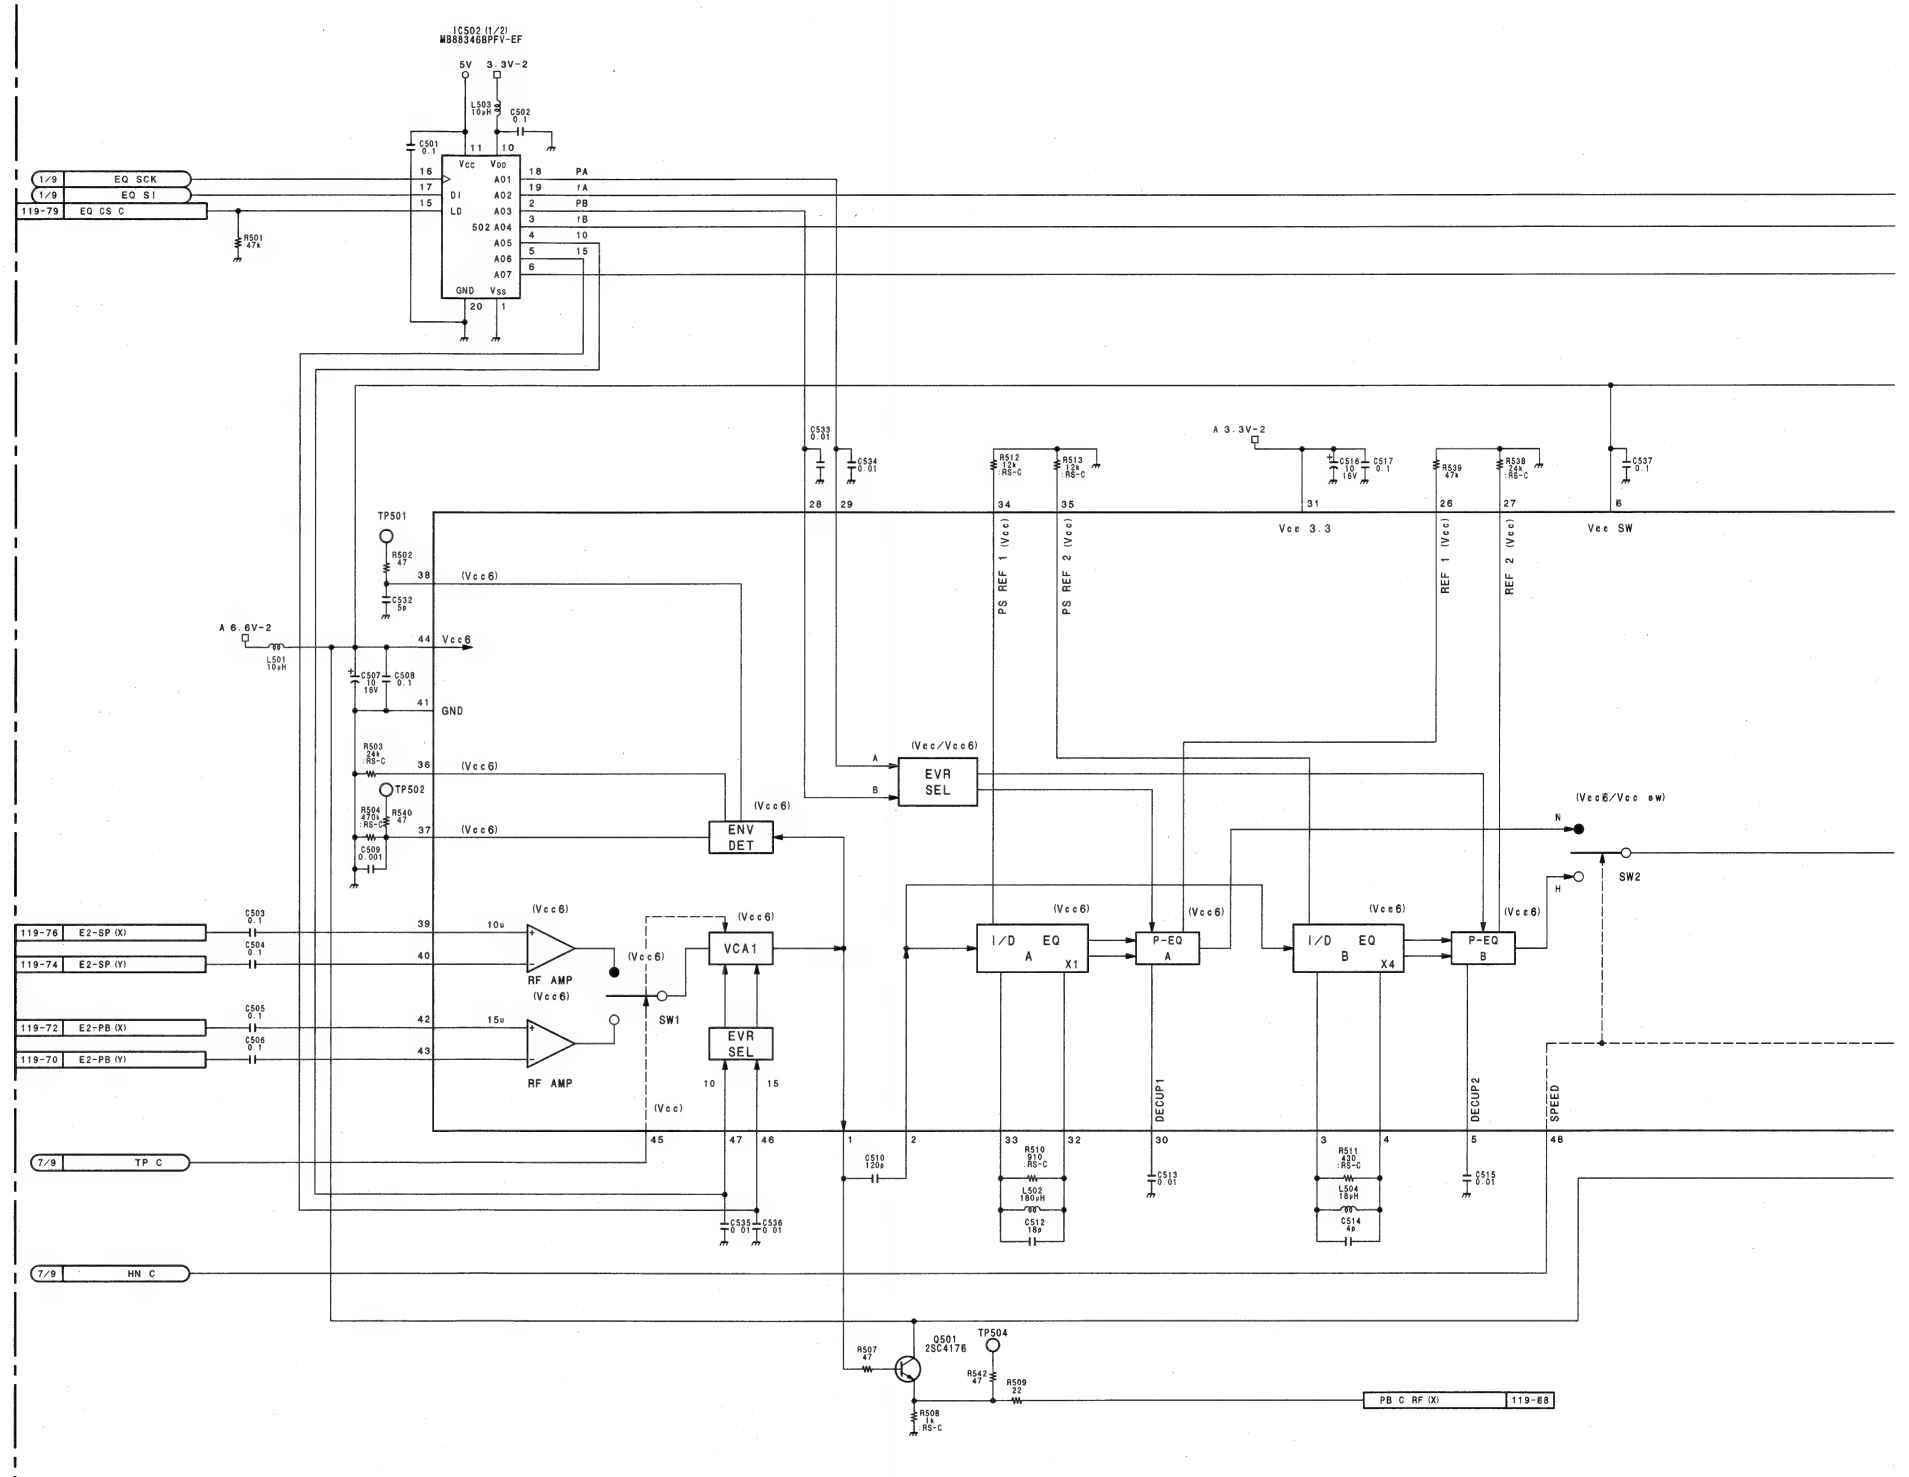 IC502 (1/2)
MB88346BPFV-EF
5V 3.3V-2
L503
10μH
C502
0.1
C501
0.1
11 10
Vcc VDD
1/9 EQ SCK
16
A01 18 PA
1/9 EQ SI
17 DI
A02 19 fA
119-79 EQ CS C
15 LD
A03 2 PB
502 A04 3 fB
A05 4 10
A06 5 15
A07 6
R501
47k
GND Vss
20 1
C533
0.01
C534
0.01
28 29
R512
12k
:RS-C
R513
12k
:RS-C
34 35
A 3.3V-2
C516
10
16V
C517
0.1
31
R539
47k
R538
24k
:RS-C
26 27
C537
0.1
6
Vcc 3.3
Vcc SW
PS REF 1 (Vcc)
PS REF 2 (Vcc)
REF 1 (Vcc)
REF 2 (Vcc)
TP501
R502
47
38 (Vcc6)
C532
5p
A 6.6V-2
L501
10μH
44 Vcc6
C507
10
16V
C508
0.1
41 GND
R503
24k
:RS-C
36 (Vcc6)
TP502
R504
470k
:RS-C
R540
47
37 (Vcc6)
C509
0.001
(Vcc6)
ENV
DET
(Vcc/Vcc6)
A
B
EVR
SEL
(Vcc6/Vcc sw)
N
H
SW2
119-76 E2-SP (X)
C503
0.1
39 10u
119-74 E2-SP (Y)
C504
0.1
40
(Vcc6)
RF AMP
(Vcc6)
119-72 E2-PB (X)
C505
0.1
42 15u
119-70 E2-PB (Y)
C506
0.1
43
RF AMP
(Vcc6)
SW1
(Vcc6)
VCA1
EVR
SEL
10 15
(Vcc)
(Vcc6)
I/D EQ
A
X1
(Vcc6)
P-EQ
A
(Vcc6)
I/D EQ
B
X4
(Vcc6)
P-EQ
B
DECUP1
DECUP2
SPEED
45 47 46 1 2 33 32 30 3 4 5 48
7/9 TP C
C510
120p
R510
910
:RS-C
L502
180μH
C512
18p
C513
0.01
R511
430
:RS-C
L504
18μH
C514
4p
C515
0.01
C535
0.01
C536
0.01
7/9 HN C
R507
47
Q501
2SC4176
TP504
R542
47
R509
22
R508
1k
:RS-C
PB C RF (X) 119-68